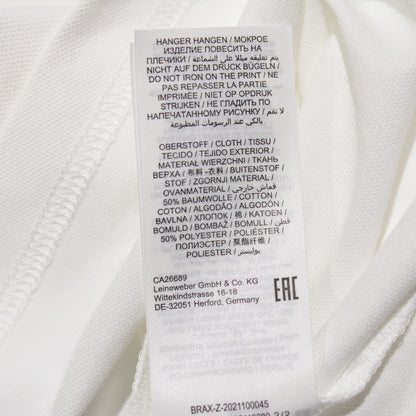 HANGER HANGEN / МОКРОЕ
ИЗДЕЛИЕ ПОВЕСИТЬ НА
ПЛЕЧИКИ / يتم تعليقه مبللا على الشماعة
NICHT AUF DEM DRUCK BÜGELN /
DO NOT IRON ON THE PRINT / NE
PAS REPASSER LA PARTIE
IMPRIMÉE / NIET OP OPDRUK
STRIJKEN / НЕ ГЛАДИТЬ ПО
НАПЕЧАТАННОМУ РИСУНКУ / لا تقم
بالكي عند الرسومات المطبوعة
OBERSTOFF / CLOTH / TISSU /
TECIDO / TEJIDO EXTERIOR /
MATERIAŁ WIERZCHNI / ТКАНЬ
ВЕРХА / 布料 -衣料 / BUITENSTOF /
STOF / ZGORNJI MATERIAL /
OVANMATERIAL / قماش خارجي
50% BAUMWOLLE / COTTON /
COTON / ALGODÃO / ALGODÓN /
BAVLNA / ХЛОПОК / 棉 / KATOEN /
BOMULD / BOMBAŽ / BOMULL / قطن
50% POLYESTER / POLIÉSTER /
ПОЛИЭСТЕР / 聚酯纤维 /
بوليستر / POLIESTER
CA26689
Leineweber GmbH & Co. KG
Wittekindstrasse 16-18
DE-32051 Herford, Germany
EAC
BRAX-Z-2021100045